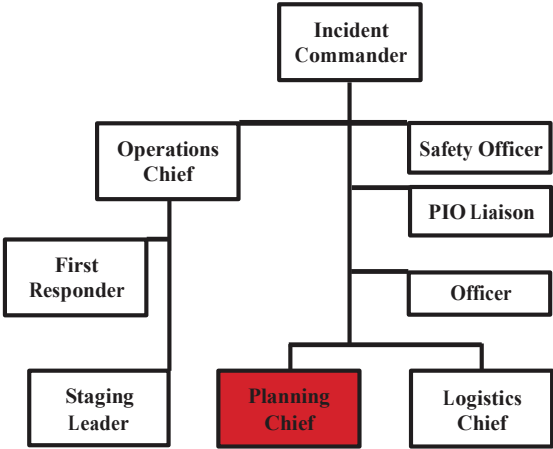 Incident
Commander
Operations
Chief
Safety Officer
PIO Liaison
First
Responder
Officer
Staging
Leader
Planning
Chief
Logistics
Chief